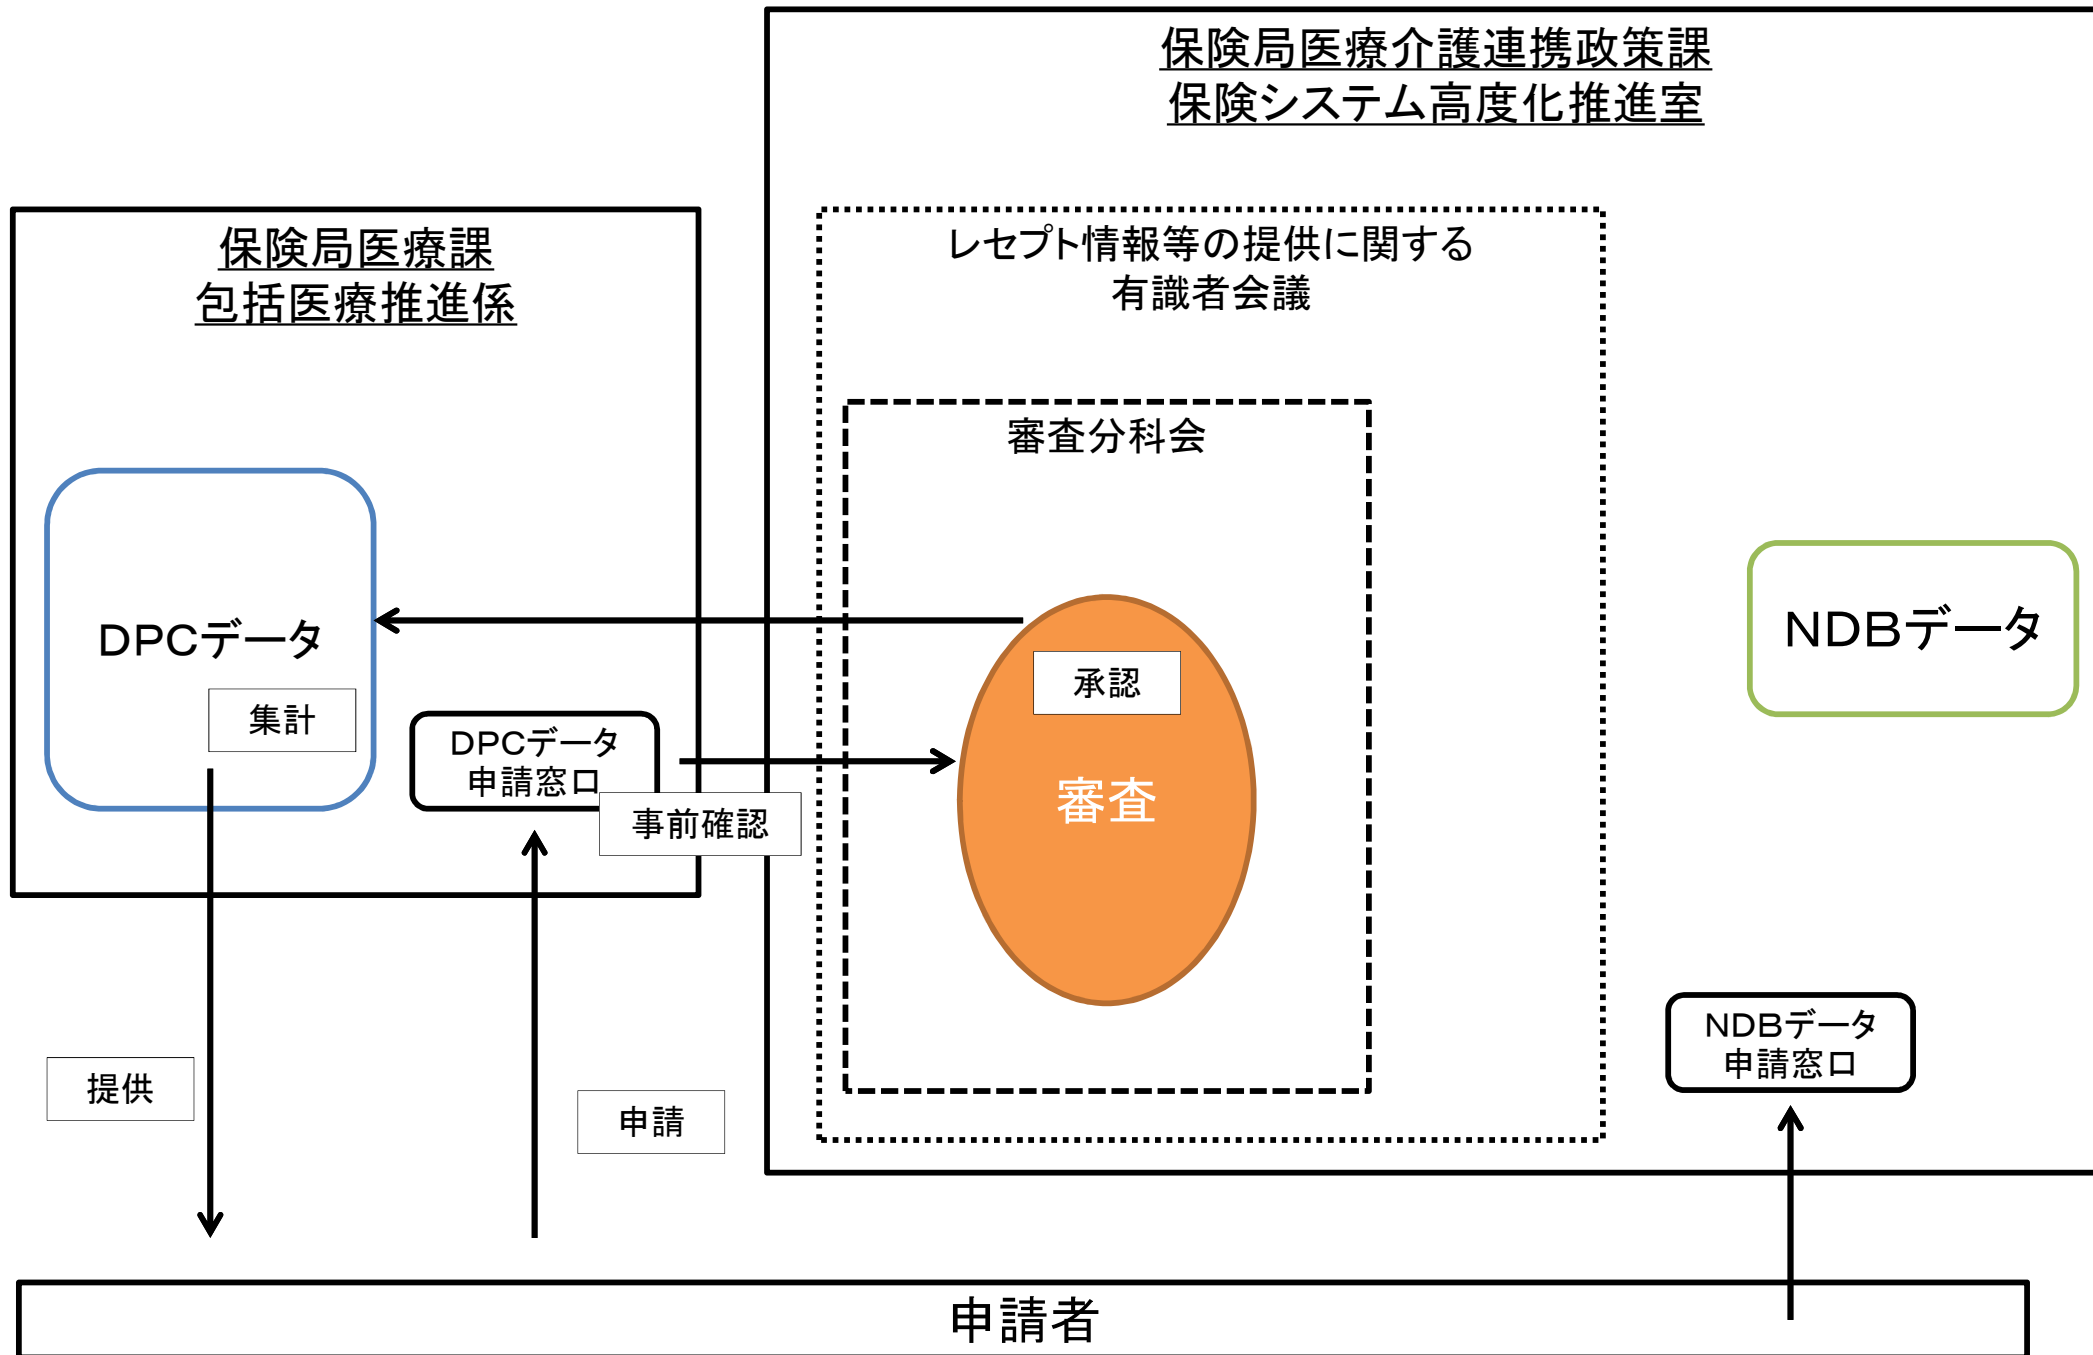 保険局医療介護連携政策課
保険システム高度化推進室
保険局医療課
包括医療推進係
レセプト情報等の提供に関する
有識者会議
審査分科会
DPCデータ
集計
DPCデータ
申請窓口
事前確認
承認
審査
NDBデータ
NDBデータ
申請窓口
提供
申請
申請者